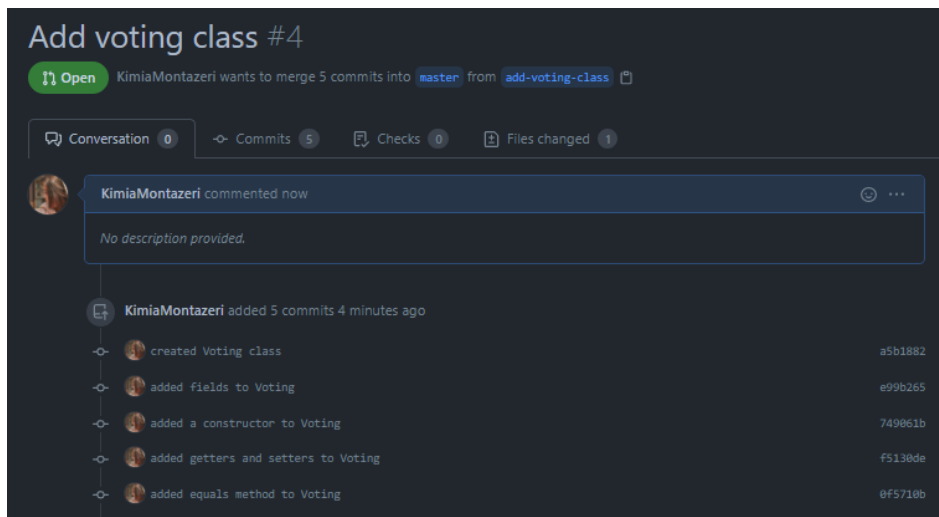 Add voting class #4
Open KimiaMontazeri wants to merge 5 commits into master from add-voting-class
Conversation 0 Commits 5 Checks 0 Files changed 1
KimiaMontazeri commented now
No description provided.
KimiaMontazeri added 5 commits 4 minutes ago
created Voting class a5b1882
added fields to Voting e99b265
added a constructor to Voting 749061b
added getters and setters to Voting f5130de
added equals method to Voting 0f5710b